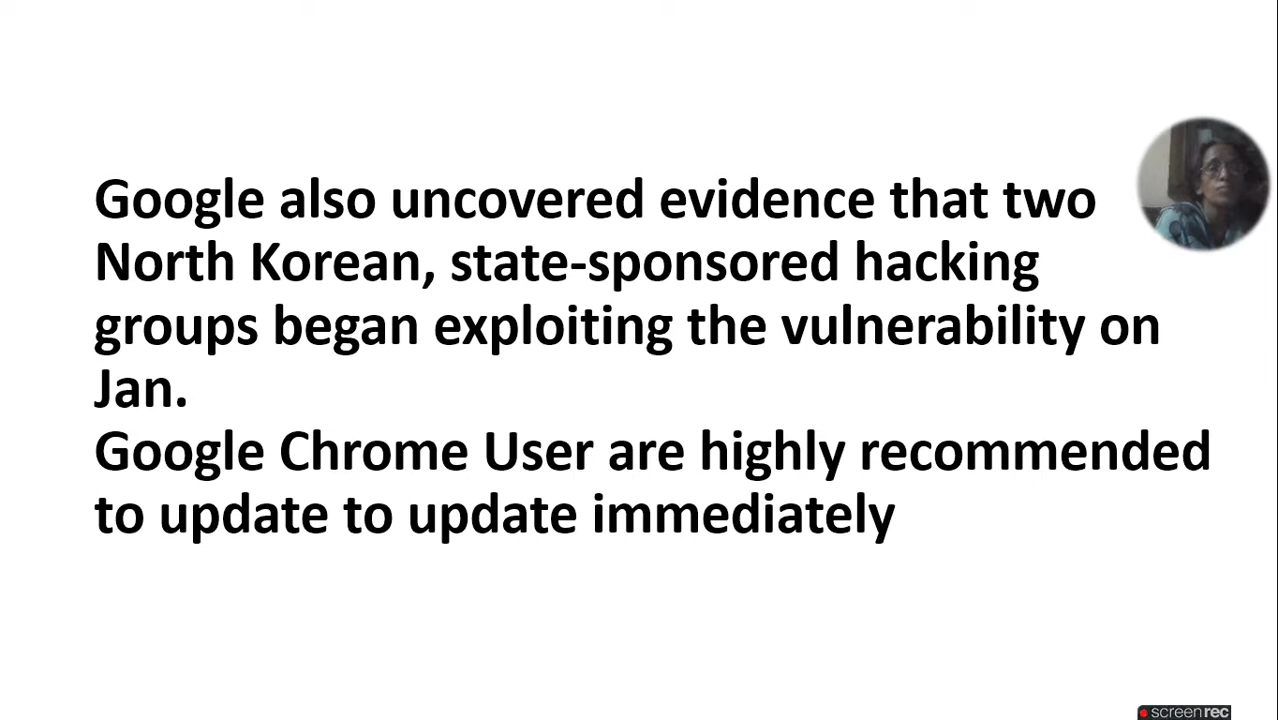 Google also uncovered evidence that two
North Korean, state-sponsored hacking
groups began exploiting the vulnerability on
Jan.
Google Chrome User are highly recommended
to update to update immediately
screenrec